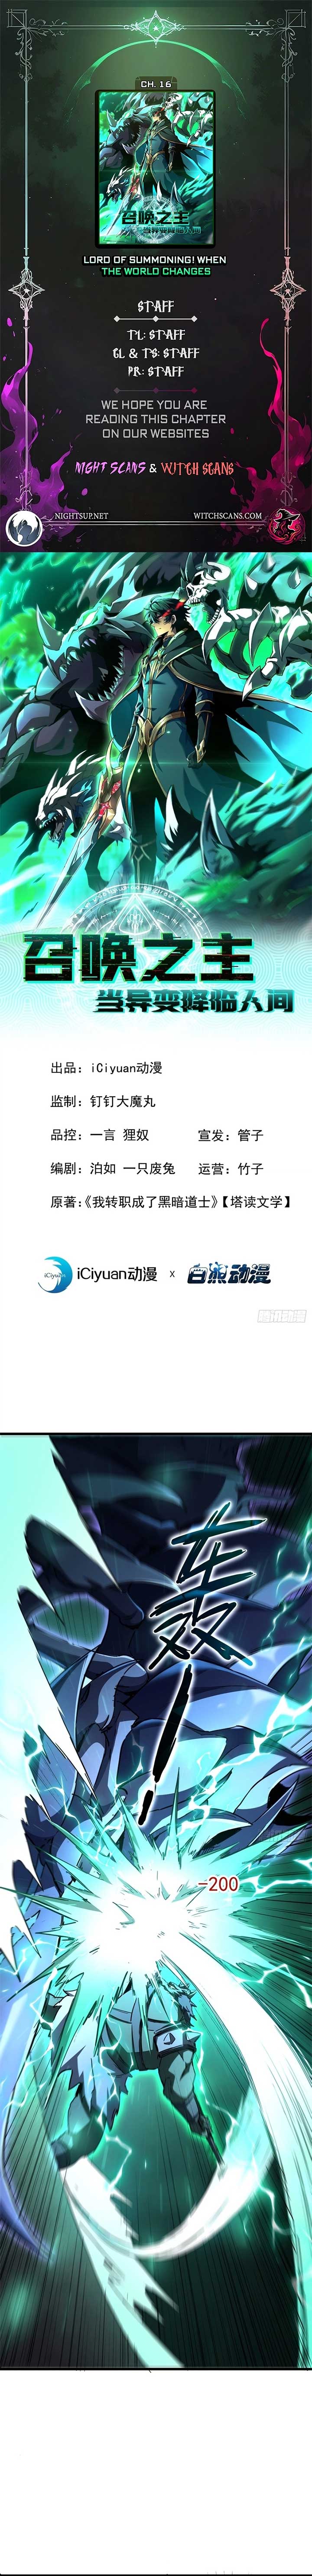 CH. 16
召唤之主
当异变降临人间
LORD OF SUMMONING! WHEN
THE WORLD CHANGES
STAFF
TL: STAFF
CL & TS: STAFF
PR: STAFF
WE HOPE YOU ARE
READING THIS CHAPTER
ON OUR WEBSITES
NIGHT SCANS & WITCH SCANS
NIGHTSUP.NET WITCHSCANS.COM
召唤之主
当异变降临人间
出品：iCiyuan动漫
监制：钉钉大魔丸
品控：一言 狸奴 宣发：管子
编剧：泊如 一只废兔 运营：竹子
原著：《我转职成了黑暗道士》【塔读文学】
iCiyuan
iCiyuan动漫 x 白熊动漫
轰
-200